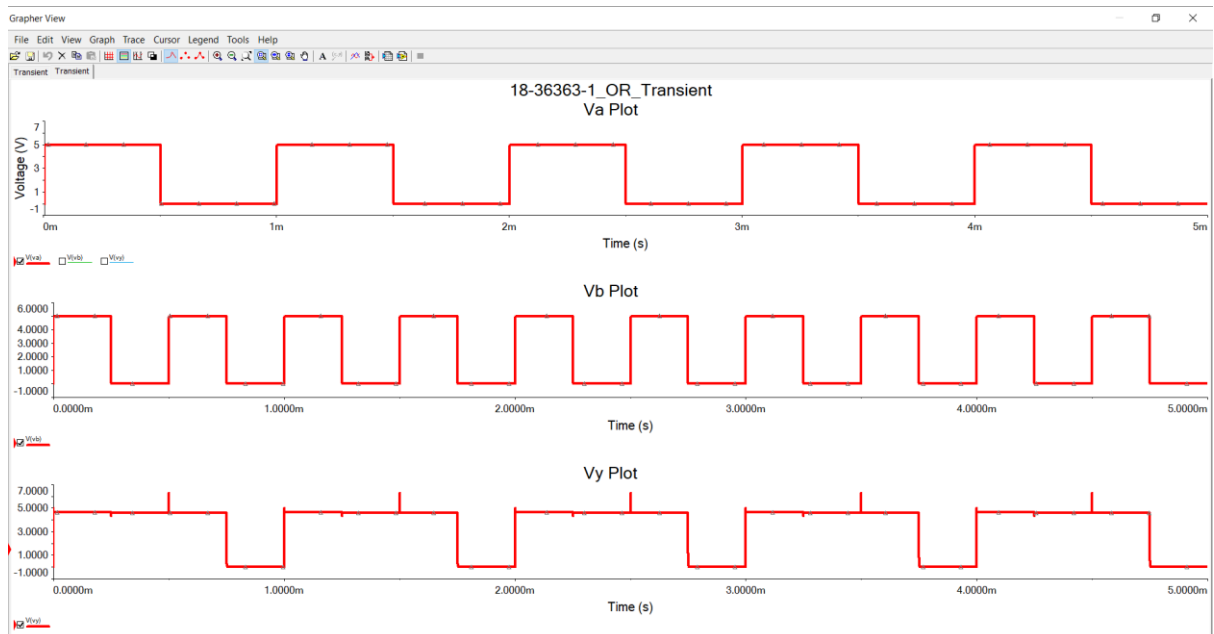 Grapher View
File Edit View Graph Trace Cursor Legend Tools Help
Transient Transient
18-36363-1_OR_Transient
Va Plot
7
5
3
1
-1
Voltage (V)
0m 1m 2m 3m 4m 5m
Time (s)
V(va) V(vb) V(vy)
Vb Plot
6.0000
4.0000
3.0000
2.0000
1.0000
-1.0000
0.0000m 1.0000m 2.0000m 3.0000m 4.0000m 5.0000m
Time (s)
V(vb)
Vy Plot
7.0000
5.0000
3.0000
1.0000
-1.0000
0.0000m 1.0000m 2.0000m 3.0000m 4.0000m 5.0000m
Time (s)
V(vy)